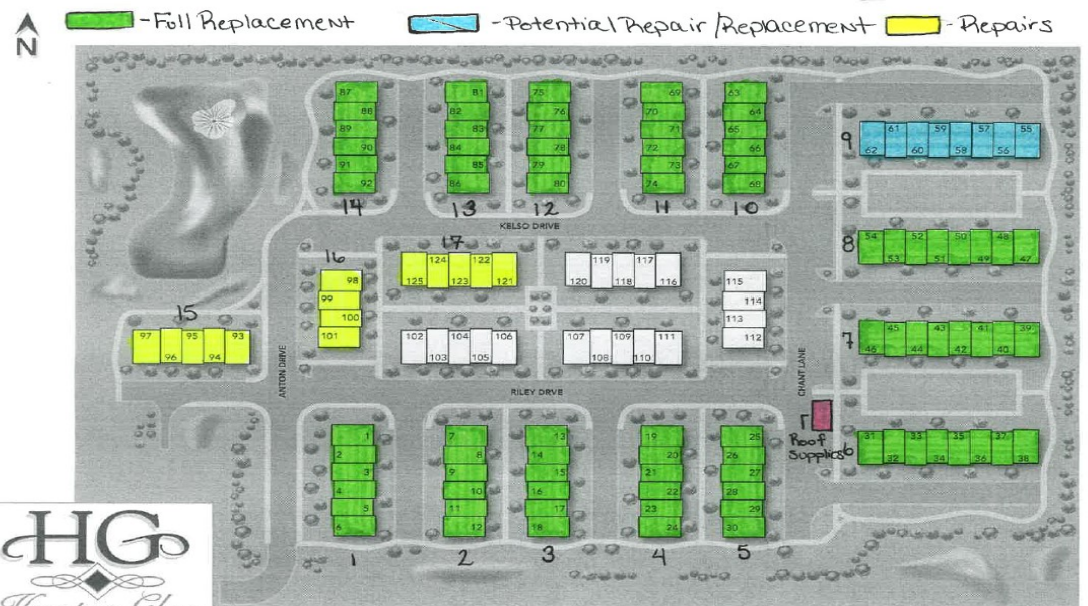 N
-Full Replacement -Potential Repair/Replacement -Repairs
87 81 75 69 63
88 82 76 70 64
89 83 77 71 65
90 84 78 72 66
91 85 79 73 67
92 86 80 74 68
14 13 12 11 10
61 59 57 55
9
62 60 58 56
KELSO DRIVE
54 52 50 48
8
53 51 49 47
16 17
98 124 122
125 123 121
99
100
101
119 117
120 118 116
115
114
113
112
15
97 95 93
96 94
102 104 106
103 105
107 109 111
108 110
45 43 41 39
7
46 44 42 40
ANTON DRIVE
RILEY DRIVE
CHANT LANE
Roof
Supplies
6
31 33 35 37
32 34 36 38
1 7 13 19 25
2 8 14 20 26
3 9 15 21 27
4 10 16 22 28
5 11 17 23 29
6 12 18 24 30
1 2 3 4 5
HG